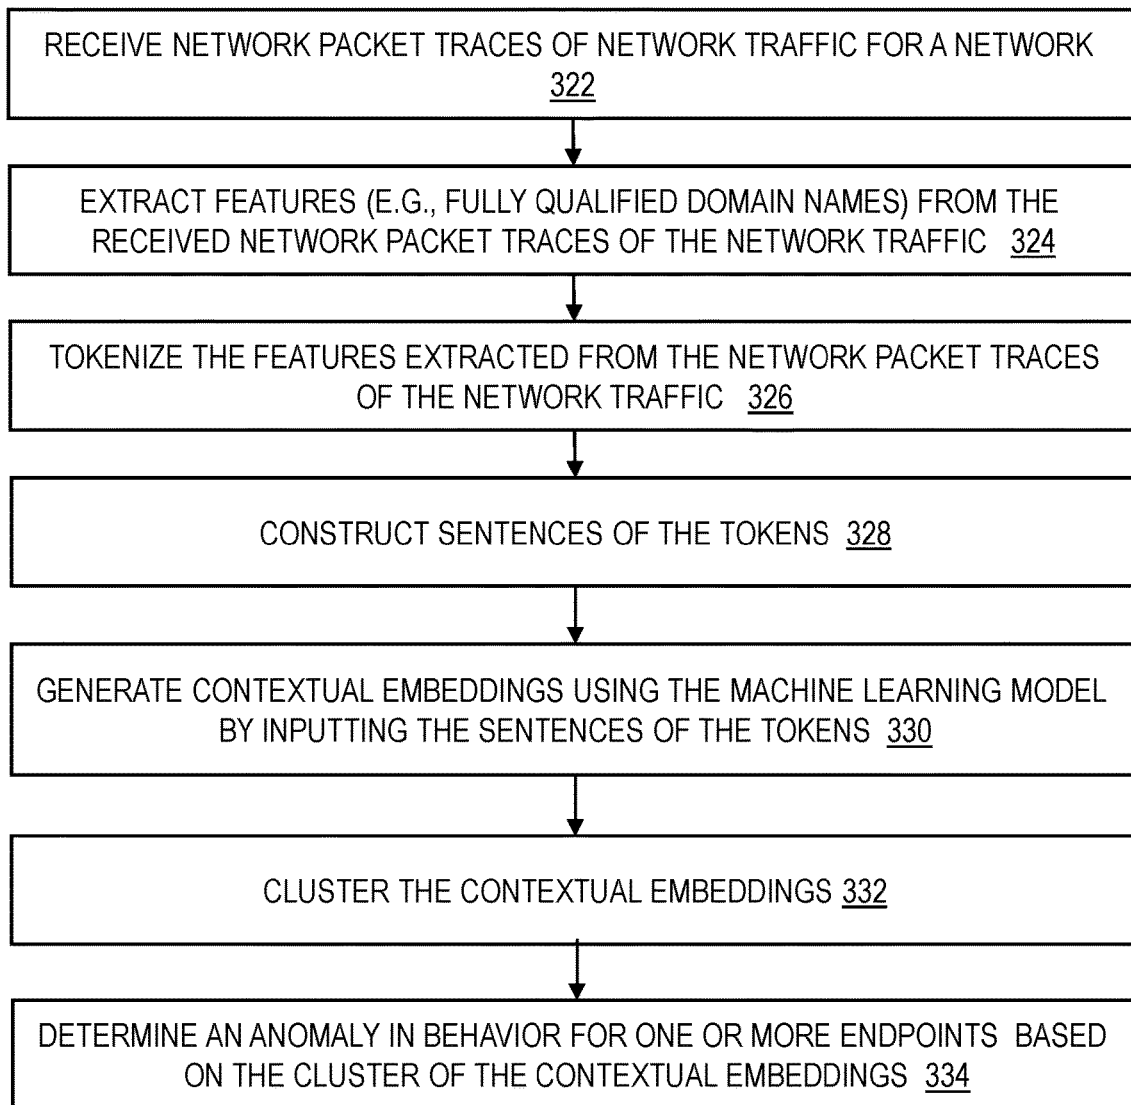 RECEIVE NETWORK PACKET TRACES OF NETWORK TRAFFIC FOR A NETWORK
322
EXTRACT FEATURES (E.G., FULLY QUALIFIED DOMAIN NAMES) FROM THE
RECEIVED NETWORK PACKET TRACES OF THE NETWORK TRAFFIC 324
TOKENIZE THE FEATURES EXTRACTED FROM THE NETWORK PACKET TRACES
OF THE NETWORK TRAFFIC 326
CONSTRUCT SENTENCES OF THE TOKENS 328
GENERATE CONTEXTUAL EMBEDDINGS USING THE MACHINE LEARNING MODEL
BY INPUTTING THE SENTENCES OF THE TOKENS 330
CLUSTER THE CONTEXTUAL EMBEDDINGS 332
DETERMINE AN ANOMALY IN BEHAVIOR FOR ONE OR MORE ENDPOINTS BASED
ON THE CLUSTER OF THE CONTEXTUAL EMBEDDINGS 334